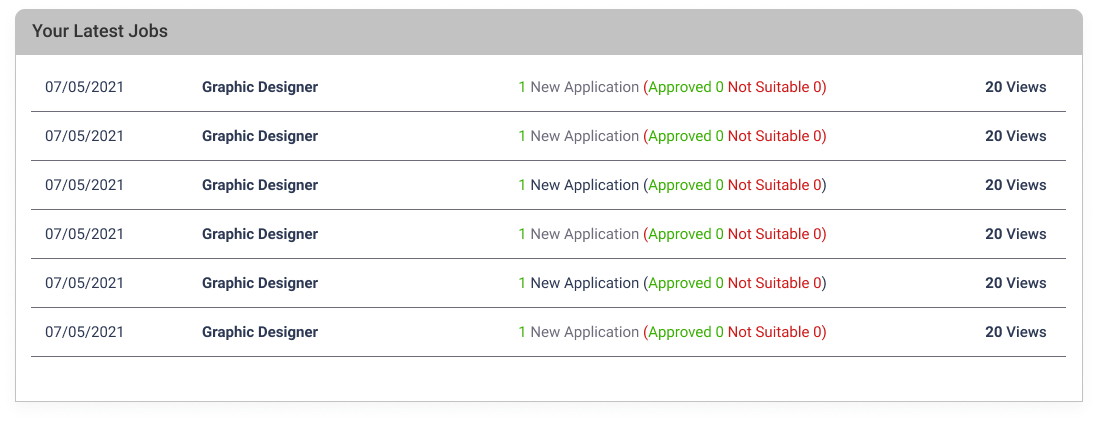 Your Latest Jobs
07/05/2021 Graphic Designer 1 New Application (Approved 0 Not Suitable 0) 20 Views
07/05/2021 Graphic Designer 1 New Application (Approved 0 Not Suitable 0) 20 Views
07/05/2021 Graphic Designer 1 New Application (Approved 0 Not Suitable 0) 20 Views
07/05/2021 Graphic Designer 1 New Application (Approved 0 Not Suitable 0) 20 Views
07/05/2021 Graphic Designer 1 New Application (Approved 0 Not Suitable 0) 20 Views
07/05/2021 Graphic Designer 1 New Application (Approved 0 Not Suitable 0) 20 Views